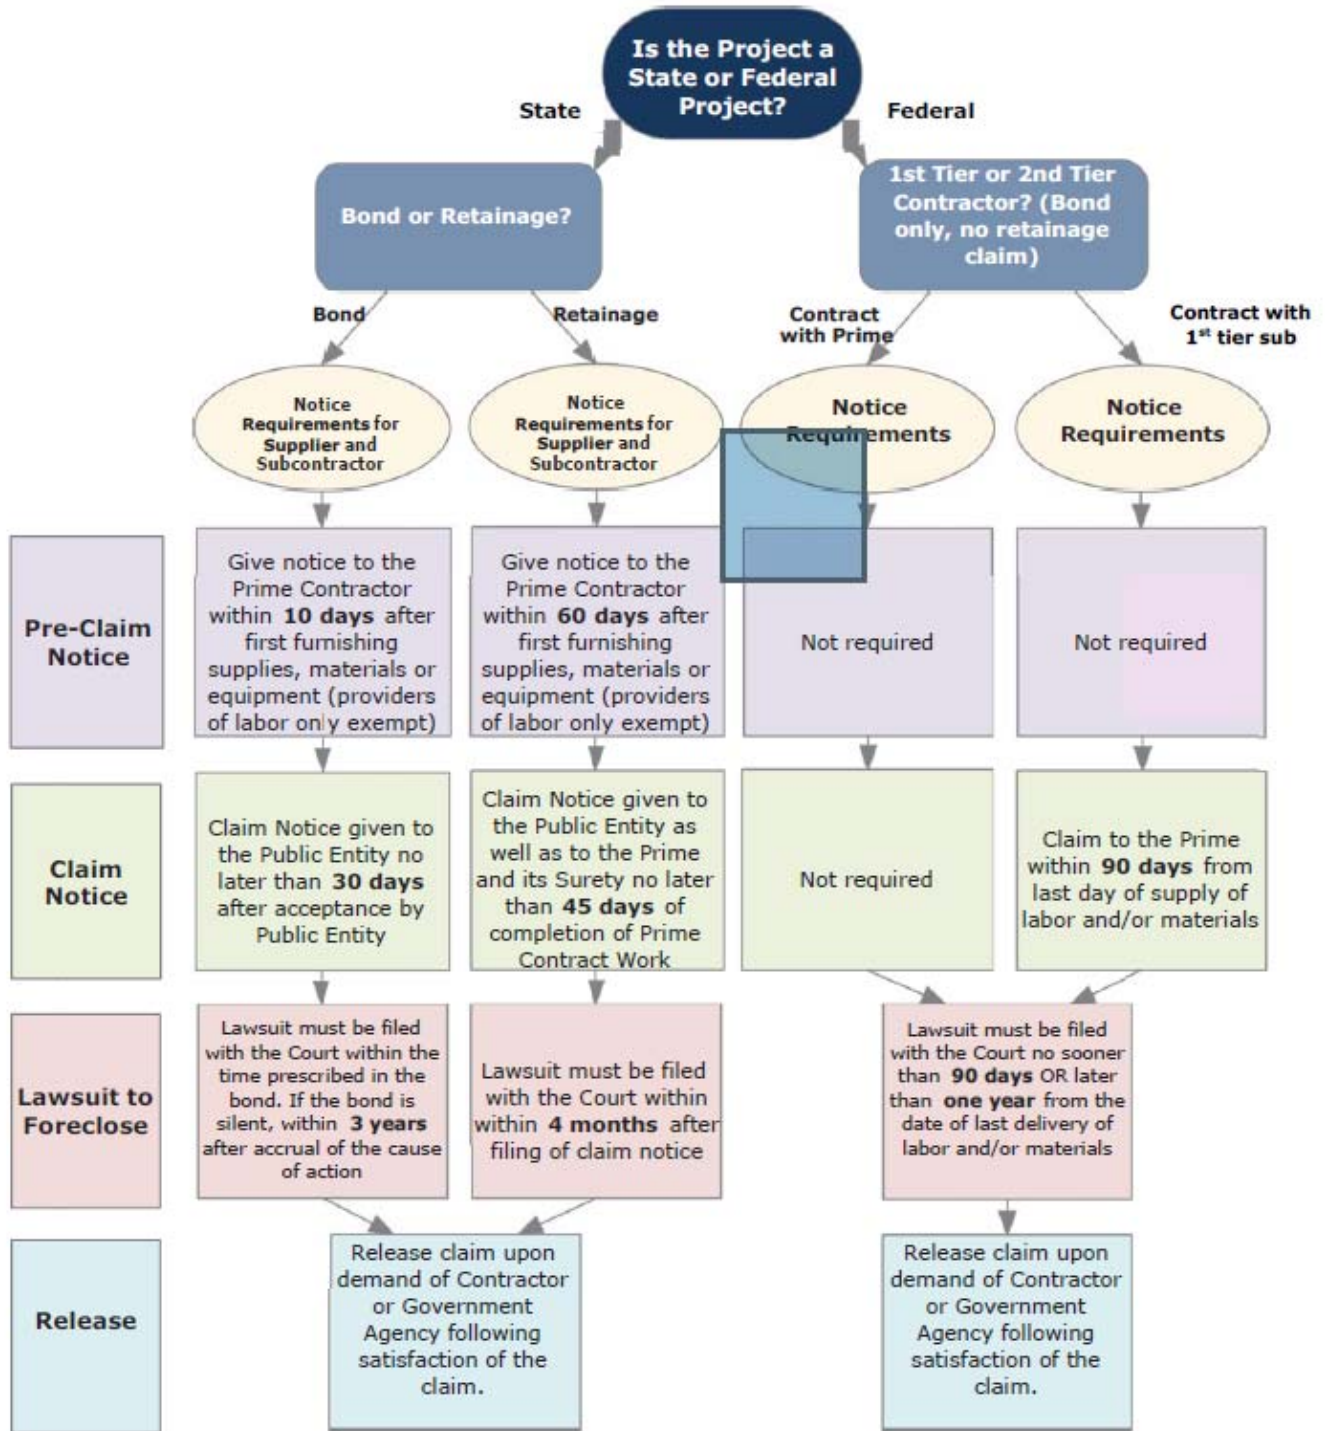 Is the Project a
State or Federal
Project?
State
Federal
Bond or Retainage?
1st Tier or 2nd Tier
Contractor? (Bond
only, no retainage
claim)
Bond
Retainage
Contract
with Prime
Contract with
1st tier sub
Notice
Requirements for
Supplier and
Subcontractor
Notice
Requirements for
Supplier and
Subcontractor
Notice
Requirements
Notice
Requirements
Pre-Claim
Notice
Give notice to the
Prime Contractor
within 10 days after
first furnishing
supplies, materials or
equipment (providers
of labor only exempt)
Give notice to the
Prime Contractor
within 60 days after
first furnishing
supplies, materials or
equipment (providers
of labor only exempt)
Not required
Not required
Claim
Notice
Claim Notice given to
the Public Entity no
later than 30 days
after acceptance by
Public Entity
Claim Notice given to
the Public Entity as
well as to the Prime
and its Surety no later
than 45 days of
completion of Prime
Contract Work
Not required
Claim to the Prime
within 90 days from
last day of supply of
labor and/or materials
Lawsuit to
Foreclose
Lawsuit must be filed
with the Court within the
time prescribed in the
bond. If the bond is
silent, within 3 years
after accrual of the cause
of action
Lawsuit must be filed
with the Court within
within 4 months after
filing of claim notice
Lawsuit must be filed
with the Court no sooner
than 90 days OR later
than one year from the
date of last delivery of
labor and/or materials
Release
Release claim upon
demand of Contractor
or Government
Agency following
satisfaction of the
claim.
Release claim upon
demand of Contractor
or Government
Agency following
satisfaction of the
claim.